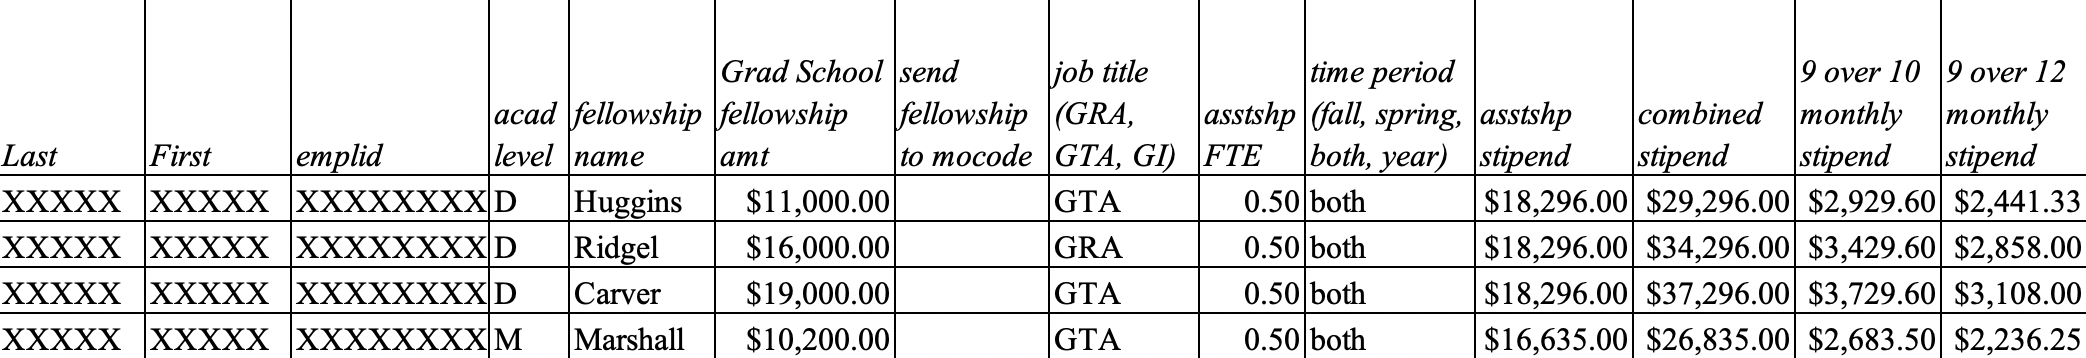 Last First emplid acad level fellowship name Grad School fellowship amt send fellowship to mocode job title (GRA, GTA, GI) asstshp FTE time period (fall, spring, both, year) asstshp stipend combined stipend 9 over 10 monthly stipend 9 over 12 monthly stipend
XXXXX XXXXX XXXXXXXX D Huggins $11,000.00 GTA 0.50 both $18,296.00 $29,296.00 $2,929.60 $2,441.33
XXXXX XXXXX XXXXXXXX D Ridgel $16,000.00 GRA 0.50 both $18,296.00 $34,296.00 $3,429.60 $2,858.00
XXXXX XXXXX XXXXXXXX D Carver $19,000.00 GTA 0.50 both $18,296.00 $37,296.00 $3,729.60 $3,108.00
XXXXX XXXXX XXXXXXXX M Marshall $10,200.00 GTA 0.50 both $16,635.00 $26,835.00 $2,683.50 $2,236.25